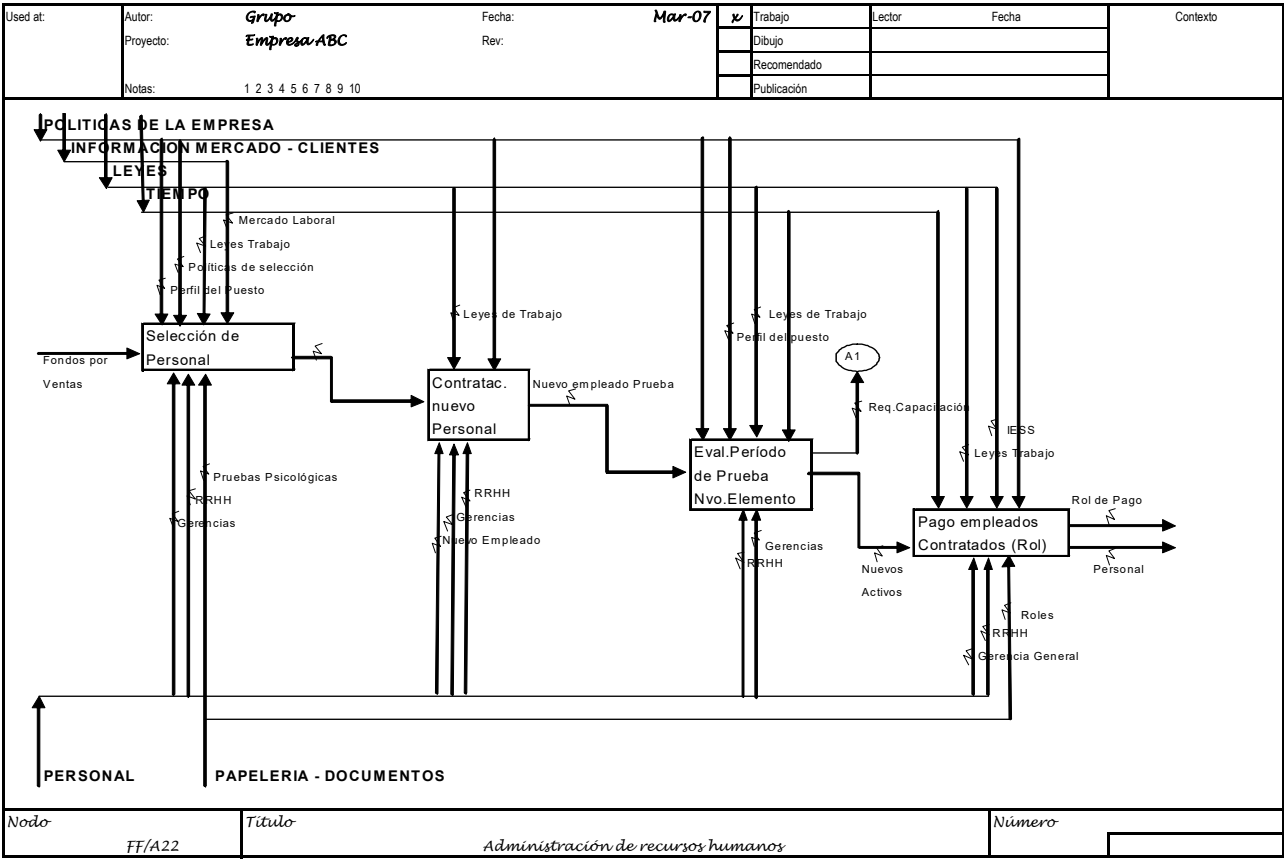 Used at:
Autor: Grupo
Fecha: Mar-07
x Trabajo
Lector Fecha
Contexto
Proyecto: Empresa ABC
Rev:
Dibujo
Recomendado
Notas: 1 2 3 4 5 6 7 8 9 10
Publicación
POLITICAS DE LA EMPRESA
INFORMACION MERCADO - CLIENTES
LEYES
TIEMPO
Mercado Laboral
Leyes Trabajo
Políticas de selección
Perfil del Puesto
Selección de
Personal
Fondos por
Ventas
Pruebas Psicológicas
RRHH
Gerencias
Leyes de Trabajo
Contratac.
nuevo
Personal
Nuevo empleado Prueba
RRHH
Gerencias
Nuevo Empleado
Leyes de Trabajo
Perfil del puesto
A1
Req.Capacitación
Eval.Período
de Prueba
Nvo.Elemento
Gerencias
RRHH
Nuevos
Activos
IESS
Leyes Trabajo
Pago empleados
Contratados (Rol)
Rol de Pago
Personal
Roles
RRHH
Gerencia General
PERSONAL
PAPELERIA - DOCUMENTOS
Nodo
FF/A22
Título
Administración de recursos humanos
Número